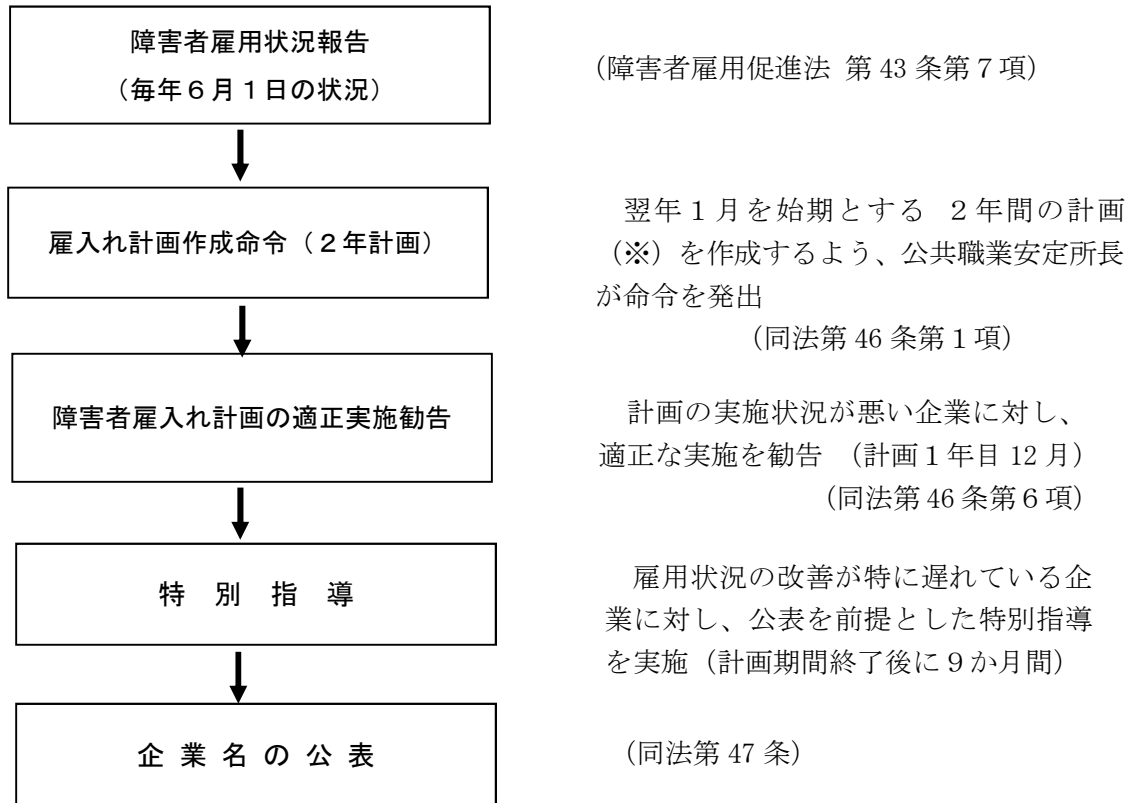 障害者雇用状況報告
（毎年６月１日の状況）
（障害者雇用促進法 第 43 条第７項）
雇入れ計画作成命令（２年計画）
翌年１月を始期とする ２年間の計画
（※）を作成するよう、公共職業安定所長
が命令を発出
（同法第 46 条第１項）
障害者雇入れ計画の適正実施勧告
計画の実施状況が悪い企業に対し、
適正な実施を勧告 （計画１年目 12 月）
（同法第 46 条第６項）
特 別 指 導
雇用状況の改善が特に遅れている企
業に対し、公表を前提とした特別指導
を実施（計画期間終了後に９か月間）
企 業 名 の 公 表
（同法第 47 条）